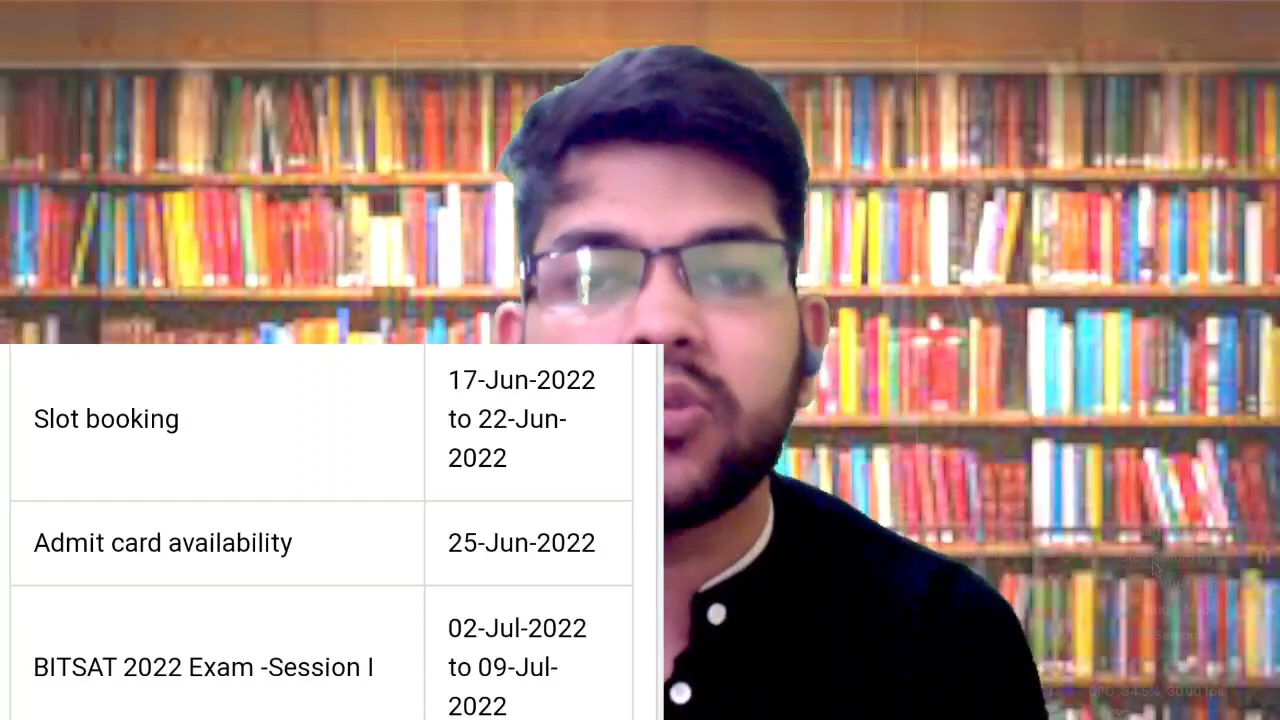 Slot booking
17-Jun-2022
to 22-Jun-
2022
Admit card availability
25-Jun-2022
BITSAT 2022 Exam -Session I
02-Jul-2022
to 09-Jul-
2022